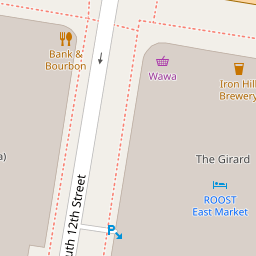 Bank &
Bourbon
Wawa
Iron Hill
Brewery
The Girard
a)
ROOST
East Market
uth 12th Street
P